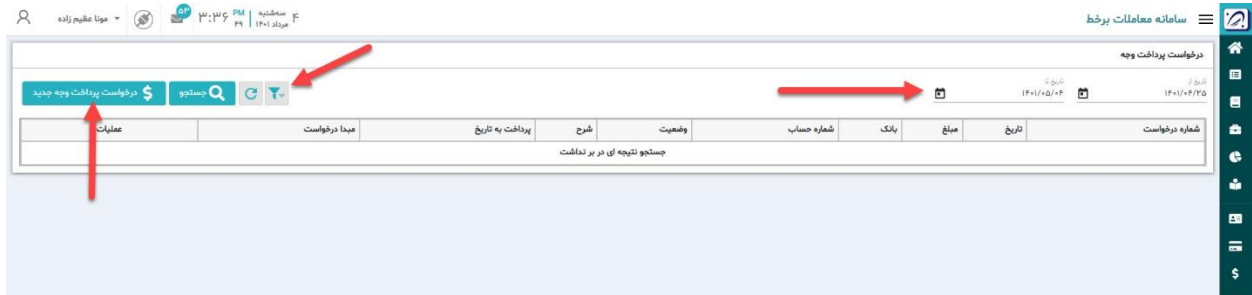 سامانه معاملات برخط
۴ سه‌شنبه مرداد ۱۴۰۱
۳:۳۶ PM ۴۹
۵۳
مونا عظیم زاده
درخواست پرداخت وجه
تاریخ از
۱۴۰۱/۰۴/۲۵
تاریخ تا
۱۴۰۱/۰۵/۰۴
جستجو
درخواست پرداخت وجه جدید
شماره درخواست تاریخ مبلغ بانک شماره حساب وضعیت شرح پرداخت به تاریخ مبدا درخواست عملیات
جستجو نتیجه ای در بر نداشت